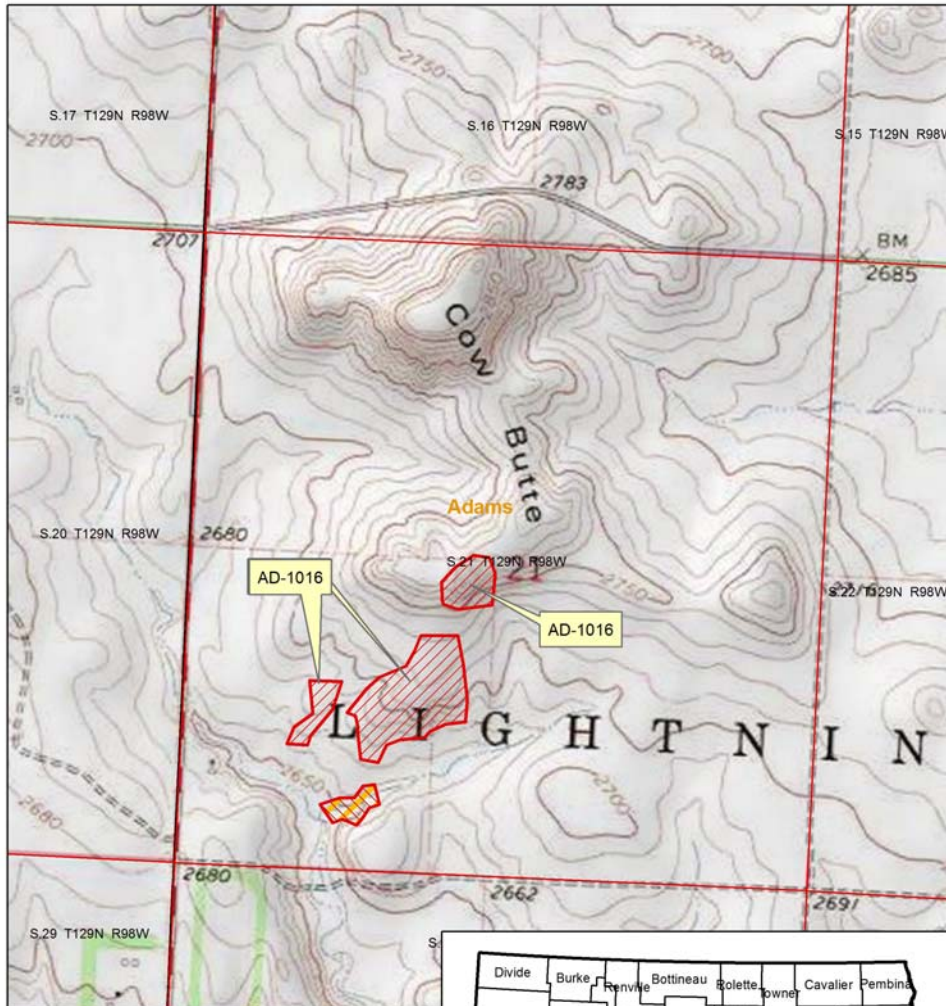 2750
2700
S.17 T129N R98W
S.16 T129N R98W
S.15 T129N R98W
2700
2783
2707
BM
2685
Cow
Butte
Adams
S.20 T129N R98W
2680
S.21 T129N R98W
21
AD-1016
2750
S.22 T129N R98W
AD-1016
L I G H T N I N
2650
2700
2680
2680
2662
2691
S.29 T129N R98W
S.
Divide
Burke
Renville
Bottineau
Rolette
Towner
Cavalier
Pembina